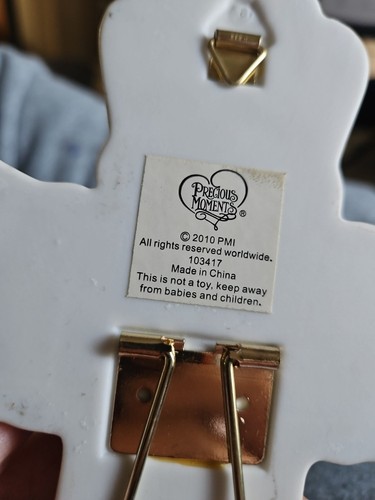 PRECIOUS
MOMENTS
®
© 2010 PMI
All rights reserved worldwide.
103417
Made in China
This is not a toy, keep away
from babies and children.